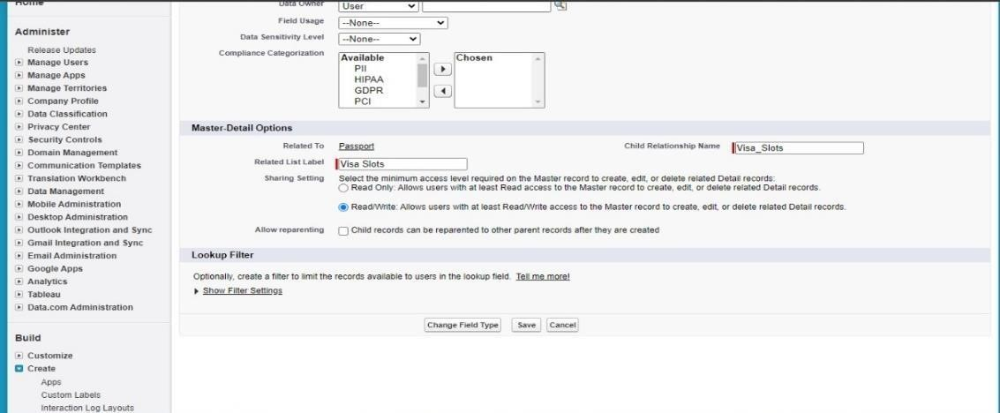 Home
Administer
Release Updates
Manage Users
Manage Apps
Manage Territories
Company Profile
Data Classification
Privacy Center
Security Controls
Domain Management
Communication Templates
Translation Workbench
Data Management
Mobile Administration
Desktop Administration
Outlook Integration and Sync
Gmail Integration and Sync
Email Administration
Google Apps
Analytics
Tableau
Data.com Administration
Build
Customize
Create
Apps
Custom Labels
Interaction Log Layouts
Data Owner User
Field Usage --None--
Data Sensitivity Level --None--
Compliance Categorization
Available
PII
HIPAA
GDPR
PCI
Chosen
Master-Detail Options
Related To Passport
Child Relationship Name Visa_Slots
Related List Label Visa Slots
Sharing Setting Select the minimum access level required on the Master record to create, edit, or delete related Detail records:
Read Only: Allows users with at least Read access to the Master record to create, edit, or delete related Detail records.
Read/Write: Allows users with at least Read/Write access to the Master record to create, edit, or delete related Detail records.
Allow reparenting Child records can be reparented to other parent records after they are created
Lookup Filter
Optionally, create a filter to limit the records available to users in the lookup field. Tell me more!
Show Filter Settings
Change Field Type Save Cancel